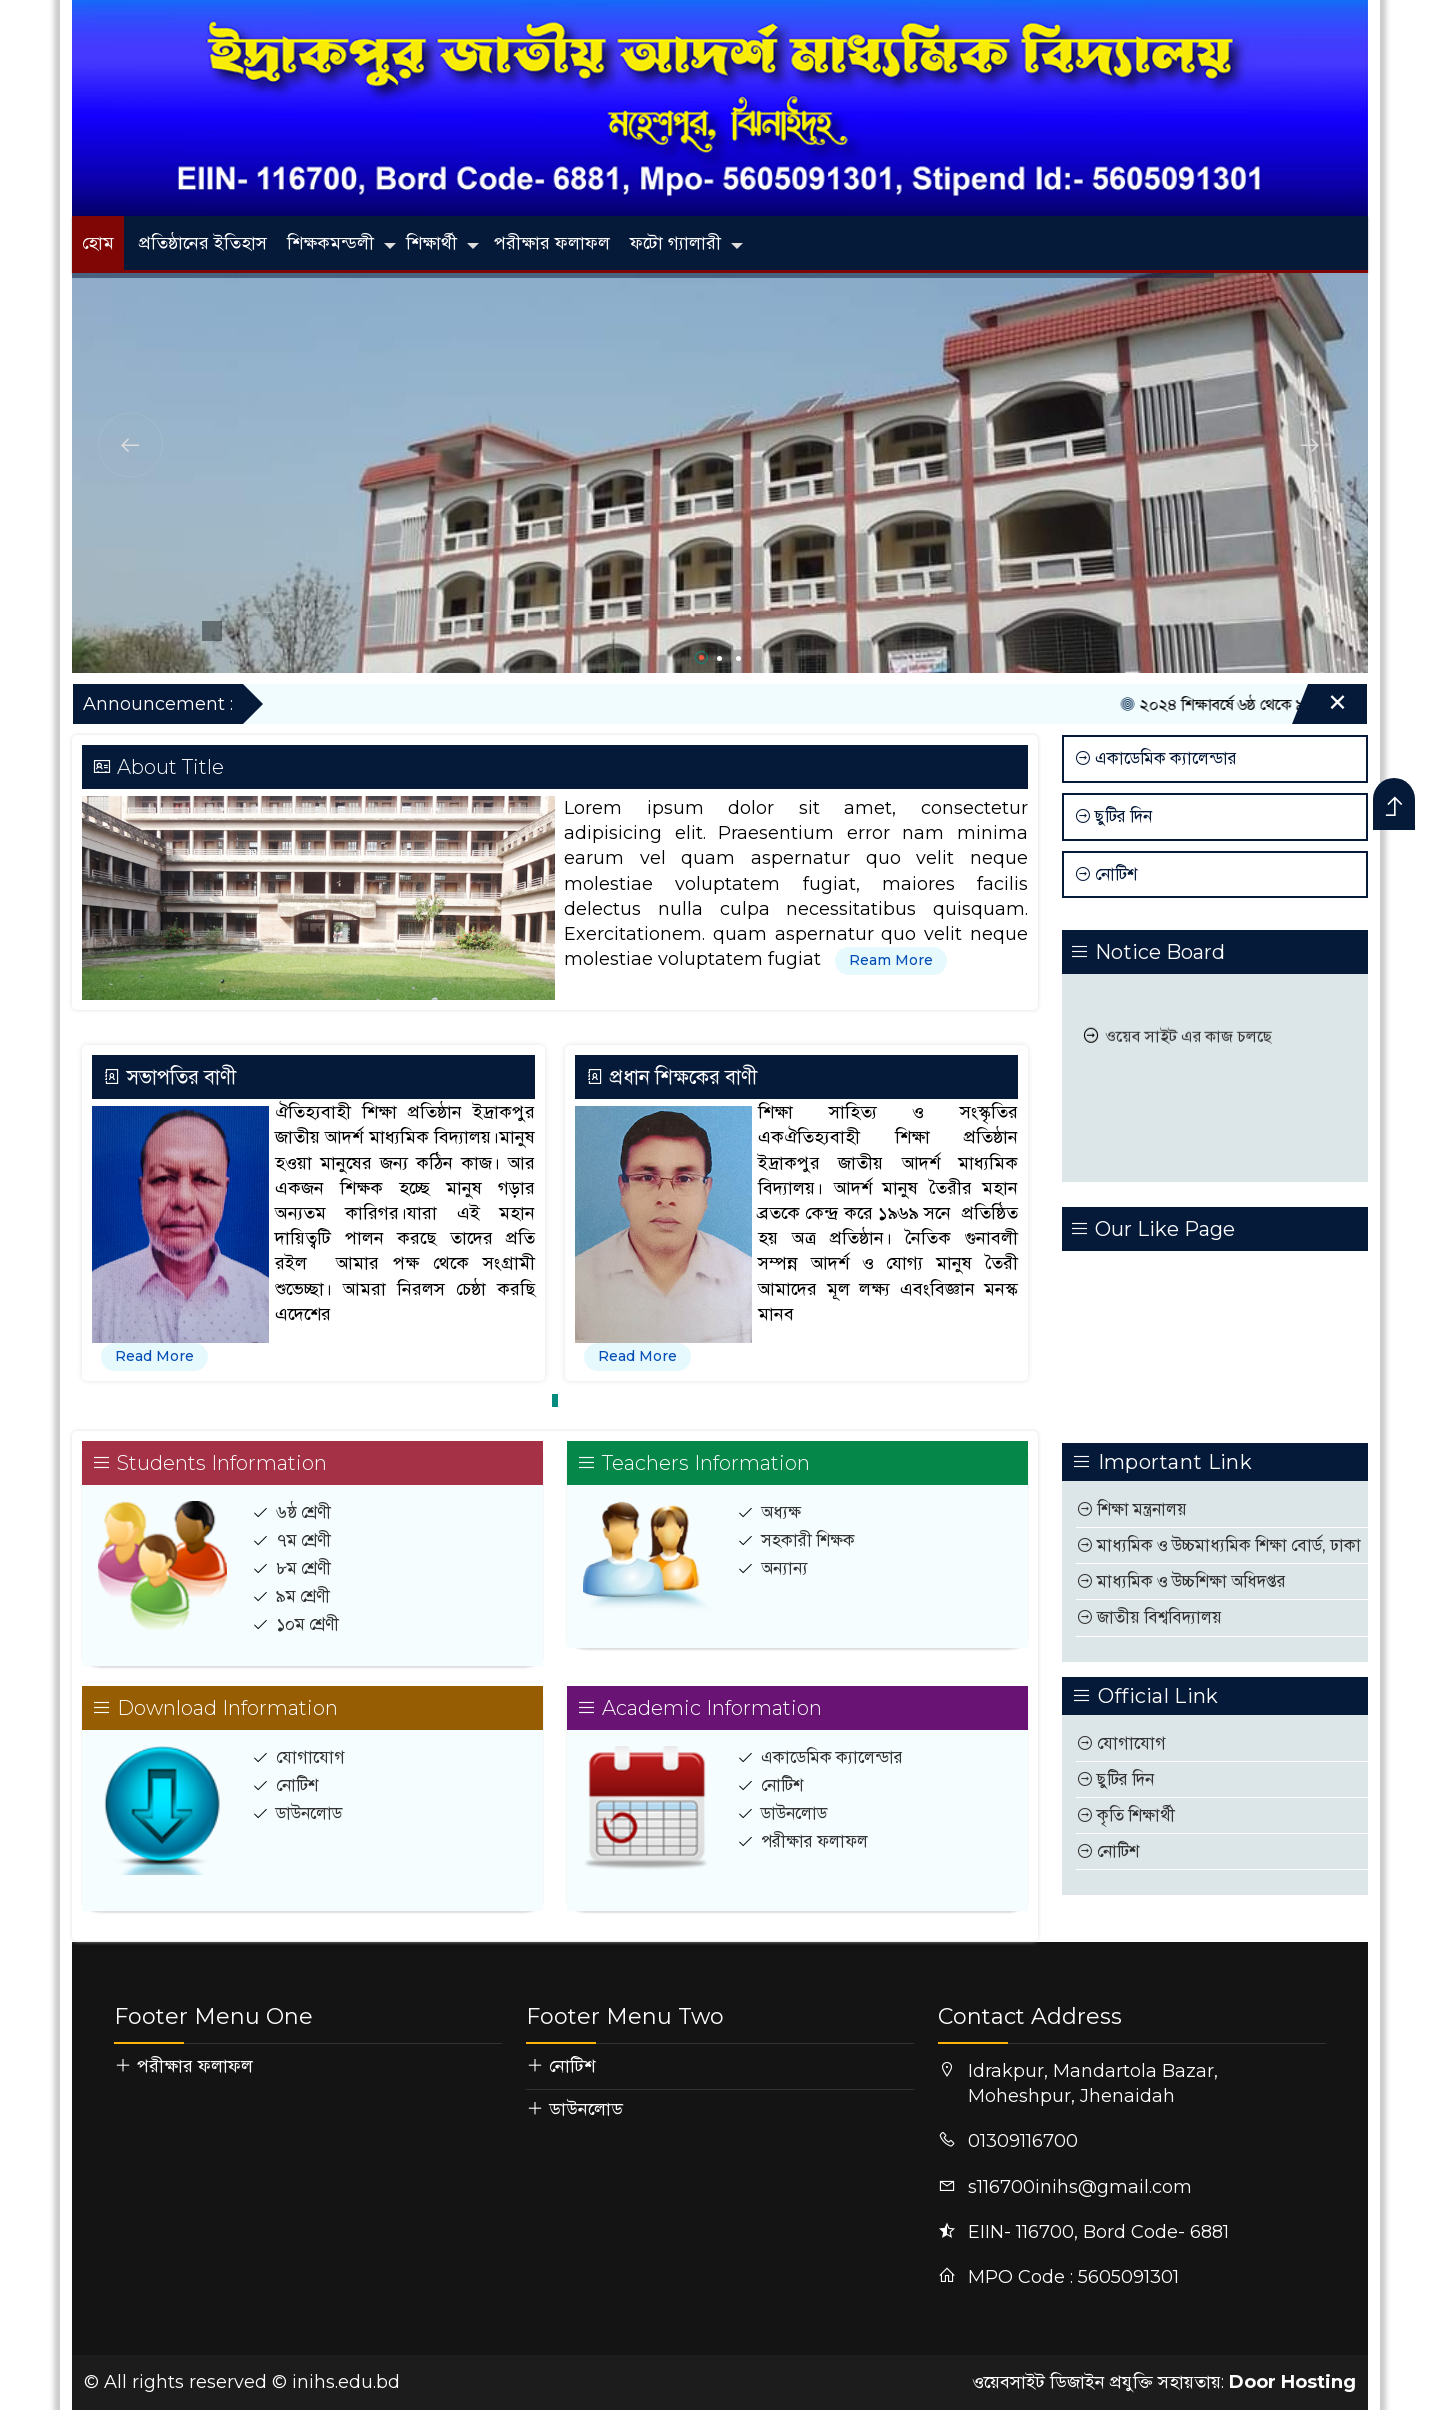 ইদ্রাকপুর জাতীয় আদর্শ মাধ্যমিক বিদ্যালয়
মহেশপুর, ঝিনাইদহ
EIIN- 116700, Bord Code- 6881, Mpo- 5605091301, Stipend Id:- 5605091301
হোম প্রতিষ্ঠানের ইতিহাস শিক্ষকমন্ডলী শিক্ষার্থী পরীক্ষার ফলাফল ফটো গ্যালারী
Announcement :
২০২৪ শিক্ষাবর্ষে ৬ষ্ঠ থেকে
About Title
Lorem ipsum dolor sit amet, consectetur
adipisicing elit. Praesentium error nam minima
earum vel quam aspernatur quo velit neque
molestiae voluptatem fugiat, maiores facilis
delectus nulla culpa necessitatibus quisquam.
Exercitationem. quam aspernatur quo velit neque
molestiae voluptatem fugiat Ream More
একাডেমিক ক্যালেন্ডার
ছুটির দিন
নোটিশ
Notice Board
ওয়েব সাইট এর কাজ চলছে
Our Like Page
সভাপতির বাণী
ঐতিহ্যবাহী শিক্ষা প্রতিষ্ঠান ইদ্রাকপুর
জাতীয় আদর্শ মাধ্যমিক বিদ্যালয়।মানুষ
হওয়া মানুষের জন্য কঠিন কাজ। আর
একজন শিক্ষক হচ্ছে মানুষ গড়ার
অন্যতম কারিগর।যারা এই মহান
দায়িত্বটি পালন করছে তাদের প্রতি
রইল আমার পক্ষ থেকে সংগ্রামী
শুভেচ্ছা। আমরা নিরলস চেষ্ঠা করছি
এদেশের
Read More
প্রধান শিক্ষকের বাণী
শিক্ষা সাহিত্য ও সংস্কৃতির
একঐতিহ্যবাহী শিক্ষা প্রতিষ্ঠান
ইদ্রাকপুর জাতীয় আদর্শ মাধ্যমিক
বিদ্যালয়। আদর্শ মানুষ তৈরীর মহান
ব্রতকে কেন্দ্র করে ১৯৬৯ সনে প্রতিষ্ঠিত
হয় অত্র প্রতিষ্ঠান। নৈতিক গুনাবলী
সম্পন্ন আদর্শ ও যোগ্য মানুষ তৈরী
আমাদের মূল লক্ষ্য এবংবিজ্ঞান মনস্ক
মানব
Read More
Students Information
৬ষ্ঠ শ্রেণী
৭ম শ্রেণী
৮ম শ্রেণী
৯ম শ্রেণী
১০ম শ্রেণী
Teachers Information
অধ্যক্ষ
সহকারী শিক্ষক
অন্যান্য
Download Information
যোগাযোগ
নোটিশ
ডাউনলোড
Academic Information
একাডেমিক ক্যালেন্ডার
নোটিশ
ডাউনলোড
পরীক্ষার ফলাফল
Important Link
শিক্ষা মন্ত্রনালয়
মাধ্যমিক ও উচ্চমাধ্যমিক শিক্ষা বোর্ড, ঢাকা
মাধ্যমিক ও উচ্চশিক্ষা অধিদপ্তর
জাতীয় বিশ্ববিদ্যালয়
Official Link
যোগাযোগ
ছুটির দিন
কৃতি শিক্ষার্থী
নোটিশ
Footer Menu One
পরীক্ষার ফলাফল
Footer Menu Two
নোটিশ
ডাউনলোড
Contact Address
Idrakpur, Mandartola Bazar,
Moheshpur, Jhenaidah
01309116700
s116700inihs@gmail.com
EIIN- 116700, Bord Code- 6881
MPO Code : 5605091301
© All rights reserved © inihs.edu.bd
ওয়েবসাইট ডিজাইন প্রযুক্তি সহায়তায়: Door Hosting